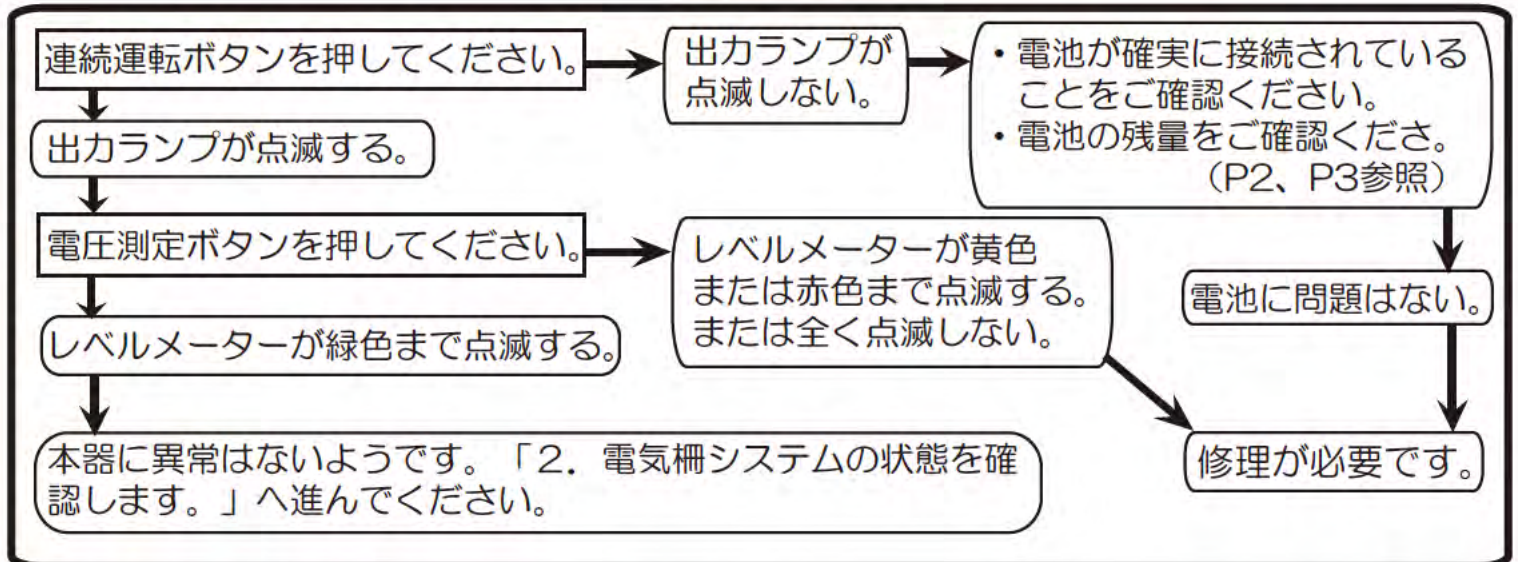 連続運転ボタンを押してください。
出力ランプが
点滅しない。
・電池が確実に接続されている
ことをご確認ください。
・電池の残量をご確認くださ。
（P2、P3参照）
出力ランプが点滅する。
電圧測定ボタンを押してください。
レベルメーターが黄色
または赤色まで点滅する。
または全く点滅しない。
電池に問題はない。
レベルメーターが緑色まで点滅する。
本器に異常はないようです。「２．電気柵システムの状態を確
認します。」へ進んでください。
修理が必要です。